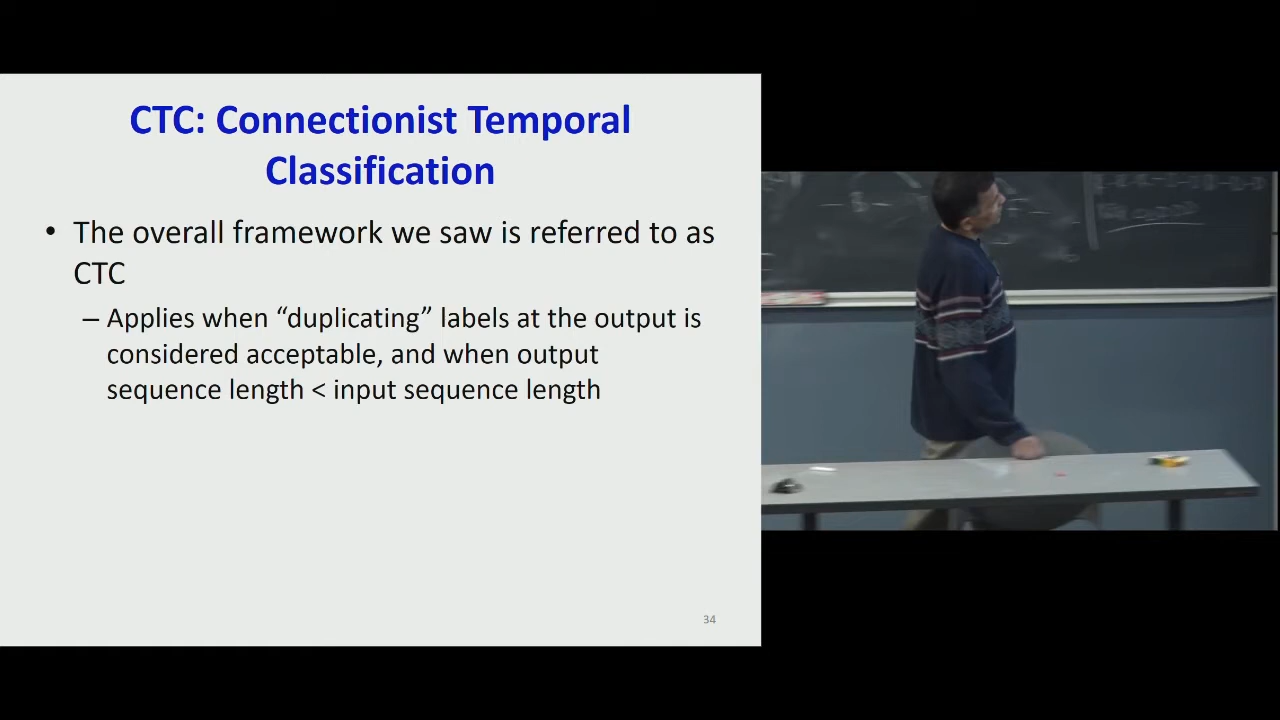 CTC: Connectionist Temporal
Classification
• The overall framework we saw is referred to as
CTC
– Applies when “duplicating” labels at the output is
considered acceptable, and when output
sequence length < input sequence length
34